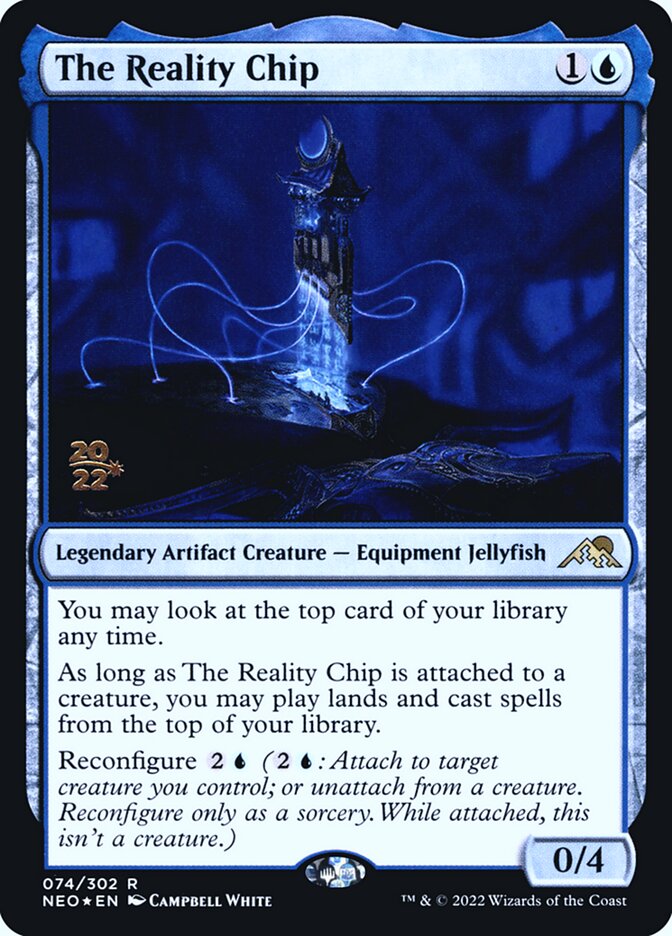 The Reality Chip 1
20
22
Legendary Artifact Creature — Equipment Jellyfish
You may look at the top card of your library
any time.
As long as The Reality Chip is attached to a
creature, you may play lands and cast spells
from the top of your library.
Reconfigure 2 (2 : Attach to target
creature you control; or unattach from a creature.
Reconfigure only as a sorcery. While attached, this
isn't a creature.)
0/4
074/302 R
NEO★EN CAMPBELL WHITE ™ & © 2022 Wizards of the Coast